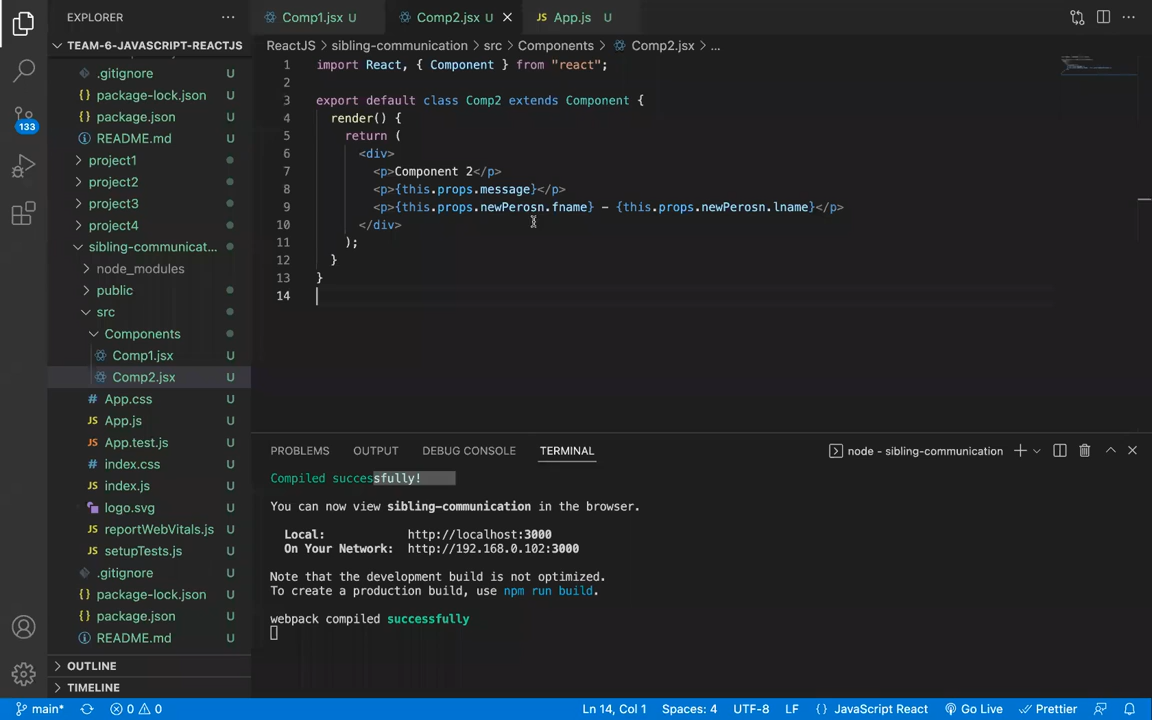 EXPLORER
TEAM-6-JAVASCRIPT-REACTJS
.gitignore U
package-lock.json U
package.json U
README.md U
project1
project2
project3
project4
sibling-communicat...
node_modules
public
src
Components
Comp1.jsx U
Comp2.jsx U
App.css U
App.js U
App.test.js U
index.css U
index.js U
logo.svg U
reportWebVitals.js U
setupTests.js U
.gitignore U
package-lock.json U
package.json U
README.md U
OUTLINE
TIMELINE
133
Comp1.jsx U
Comp2.jsx U
App.js U
ReactJS > sibling-communication > src > Components > Comp2.jsx > ...
1 import React, { Component } from "react";
2
3 export default class Comp2 extends Component {
4 render() {
5 return (
6 <div>
7 <p>Component 2</p>
8 <p>{this.props.message}</p>
9 <p>{this.props.newPerosn.fname} - {this.props.newPerosn.lname}</p>
10 </div>
11 );
12 }
13 }
14
PROBLEMS OUTPUT DEBUG CONSOLE TERMINAL
node - sibling-communication
Compiled successfully!
You can now view sibling-communication in the browser.
Local: http://localhost:3000
On Your Network: http://192.168.0.102:3000
Note that the development build is not optimized.
To create a production build, use npm run build.
webpack compiled successfully
main* 0 0 Ln 14, Col 1 Spaces: 4 UTF-8 LF {} JavaScript React Go Live Prettier